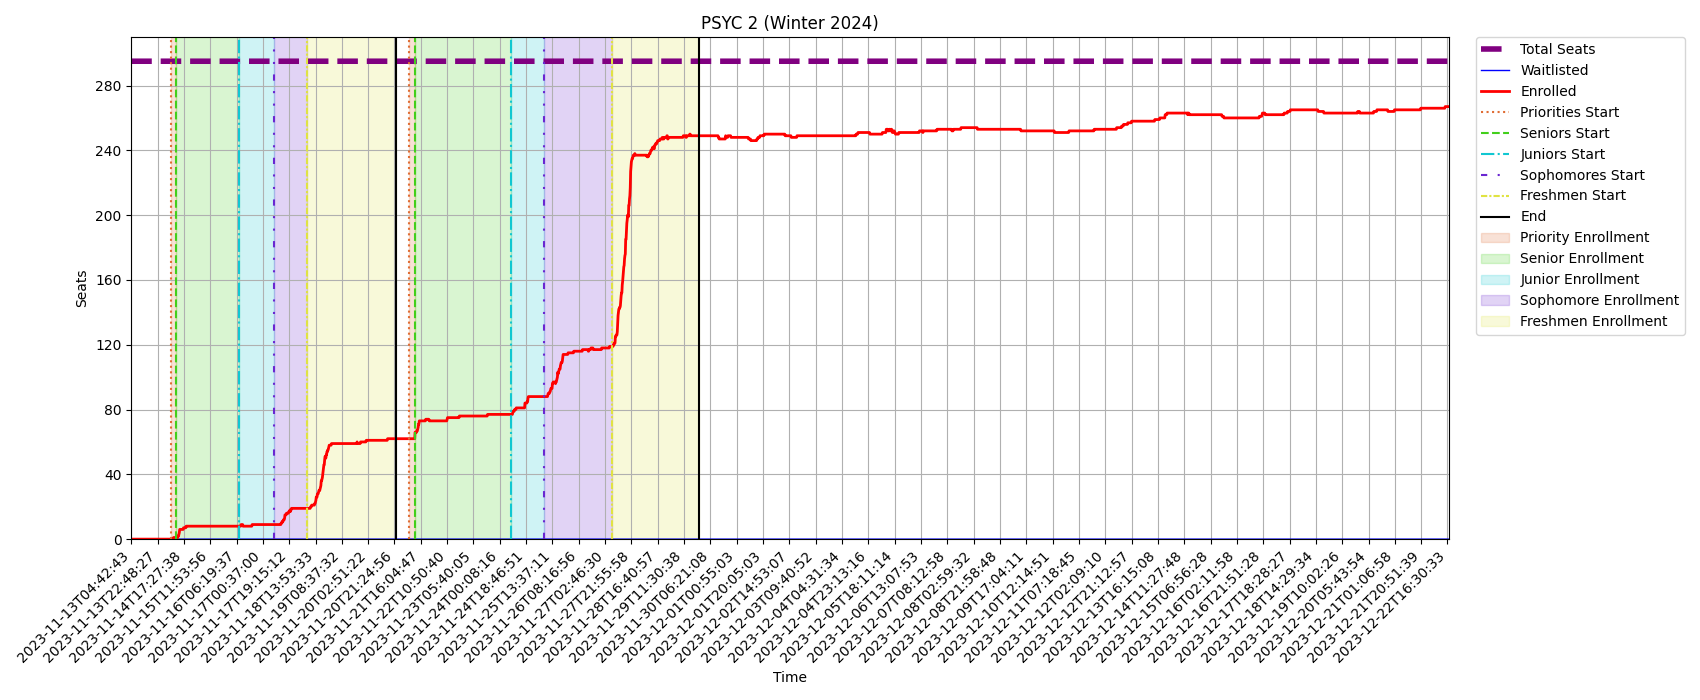 PSYC 2 (Winter 2024)
Total Seats
Waitlisted
Enrolled
Priorities Start
Seniors Start
Juniors Start
Sophomores Start
Freshmen Start
End
Priority Enrollment
Senior Enrollment
Junior Enrollment
Sophomore Enrollment
Freshmen Enrollment
Seats
280
240
200
160
120
80
40
0
2023-11-13T04:42:43
2023-11-13T22:48:27
2023-11-14T17:27:38
2023-11-15T11:53:56
2023-11-16T06:19:37
2023-11-17T00:37:00
2023-11-17T19:15:12
2023-11-18T13:53:33
2023-11-19T08:37:32
2023-11-20T02:51:22
2023-11-20T21:24:56
2023-11-21T16:04:47
2023-11-22T10:50:40
2023-11-23T05:40:05
2023-11-24T00:08:16
2023-11-24T18:46:51
2023-11-25T13:37:11
2023-11-26T08:16:56
2023-11-27T02:46:30
2023-11-27T21:55:58
2023-11-28T16:40:57
2023-11-29T11:30:38
2023-11-30T06:21:08
2023-12-01T00:55:03
2023-12-01T20:05:03
2023-12-02T14:53:07
2023-12-03T09:40:52
2023-12-04T04:31:34
2023-12-04T23:13:16
2023-12-05T18:11:14
2023-12-06T13:07:53
2023-12-07T08:12:58
2023-12-08T02:59:32
2023-12-08T21:58:48
2023-12-09T17:04:11
2023-12-10T12:14:51
2023-12-11T07:18:45
2023-12-12T02:09:10
2023-12-12T21:12:57
2023-12-13T16:15:08
2023-12-14T11:27:48
2023-12-15T06:56:28
2023-12-16T02:11:58
2023-12-16T21:51:28
2023-12-17T18:28:27
2023-12-18T14:29:34
2023-12-19T10:02:26
2023-12-20T05:43:54
2023-12-21T01:06:58
2023-12-21T20:51:39
2023-12-22T16:30:33
Time